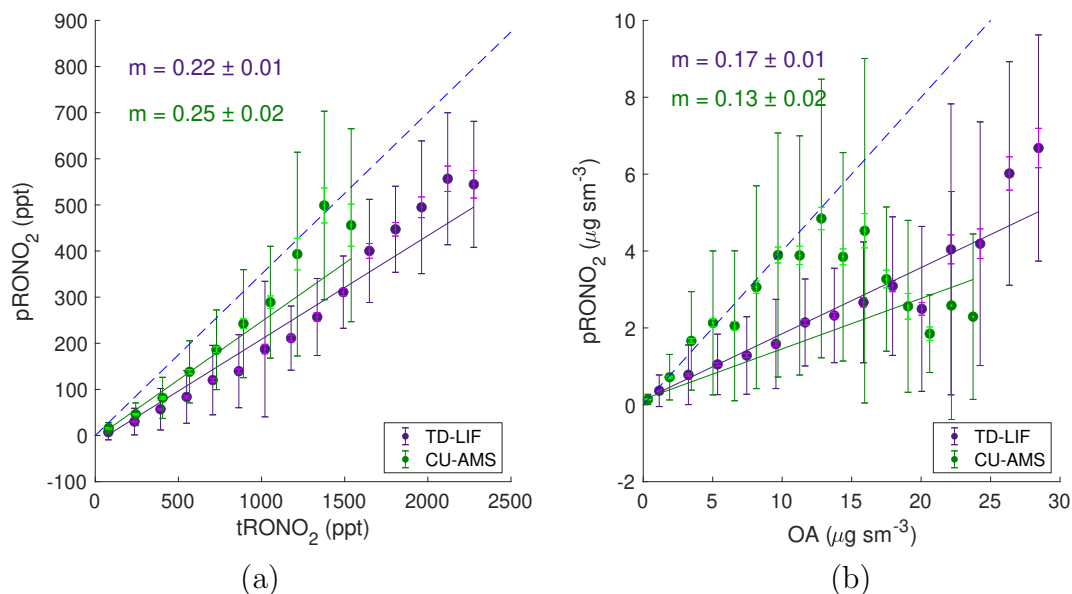 900
800
700
600
500
400
300
200
100
0
-100
pRONO₂ (ppt)
m = 0.22 ± 0.01
m = 0.25 ± 0.02
TD-LIF
CU-AMS
0 500 1000 1500 2000 2500
tRONO₂ (ppt)
(a)
10
8
6
4
2
0
-2
pRONO₂ (μg sm⁻³)
m = 0.17 ± 0.01
m = 0.13 ± 0.02
TD-LIF
CU-AMS
0 5 10 15 20 25 30
OA (μg sm⁻³)
(b)